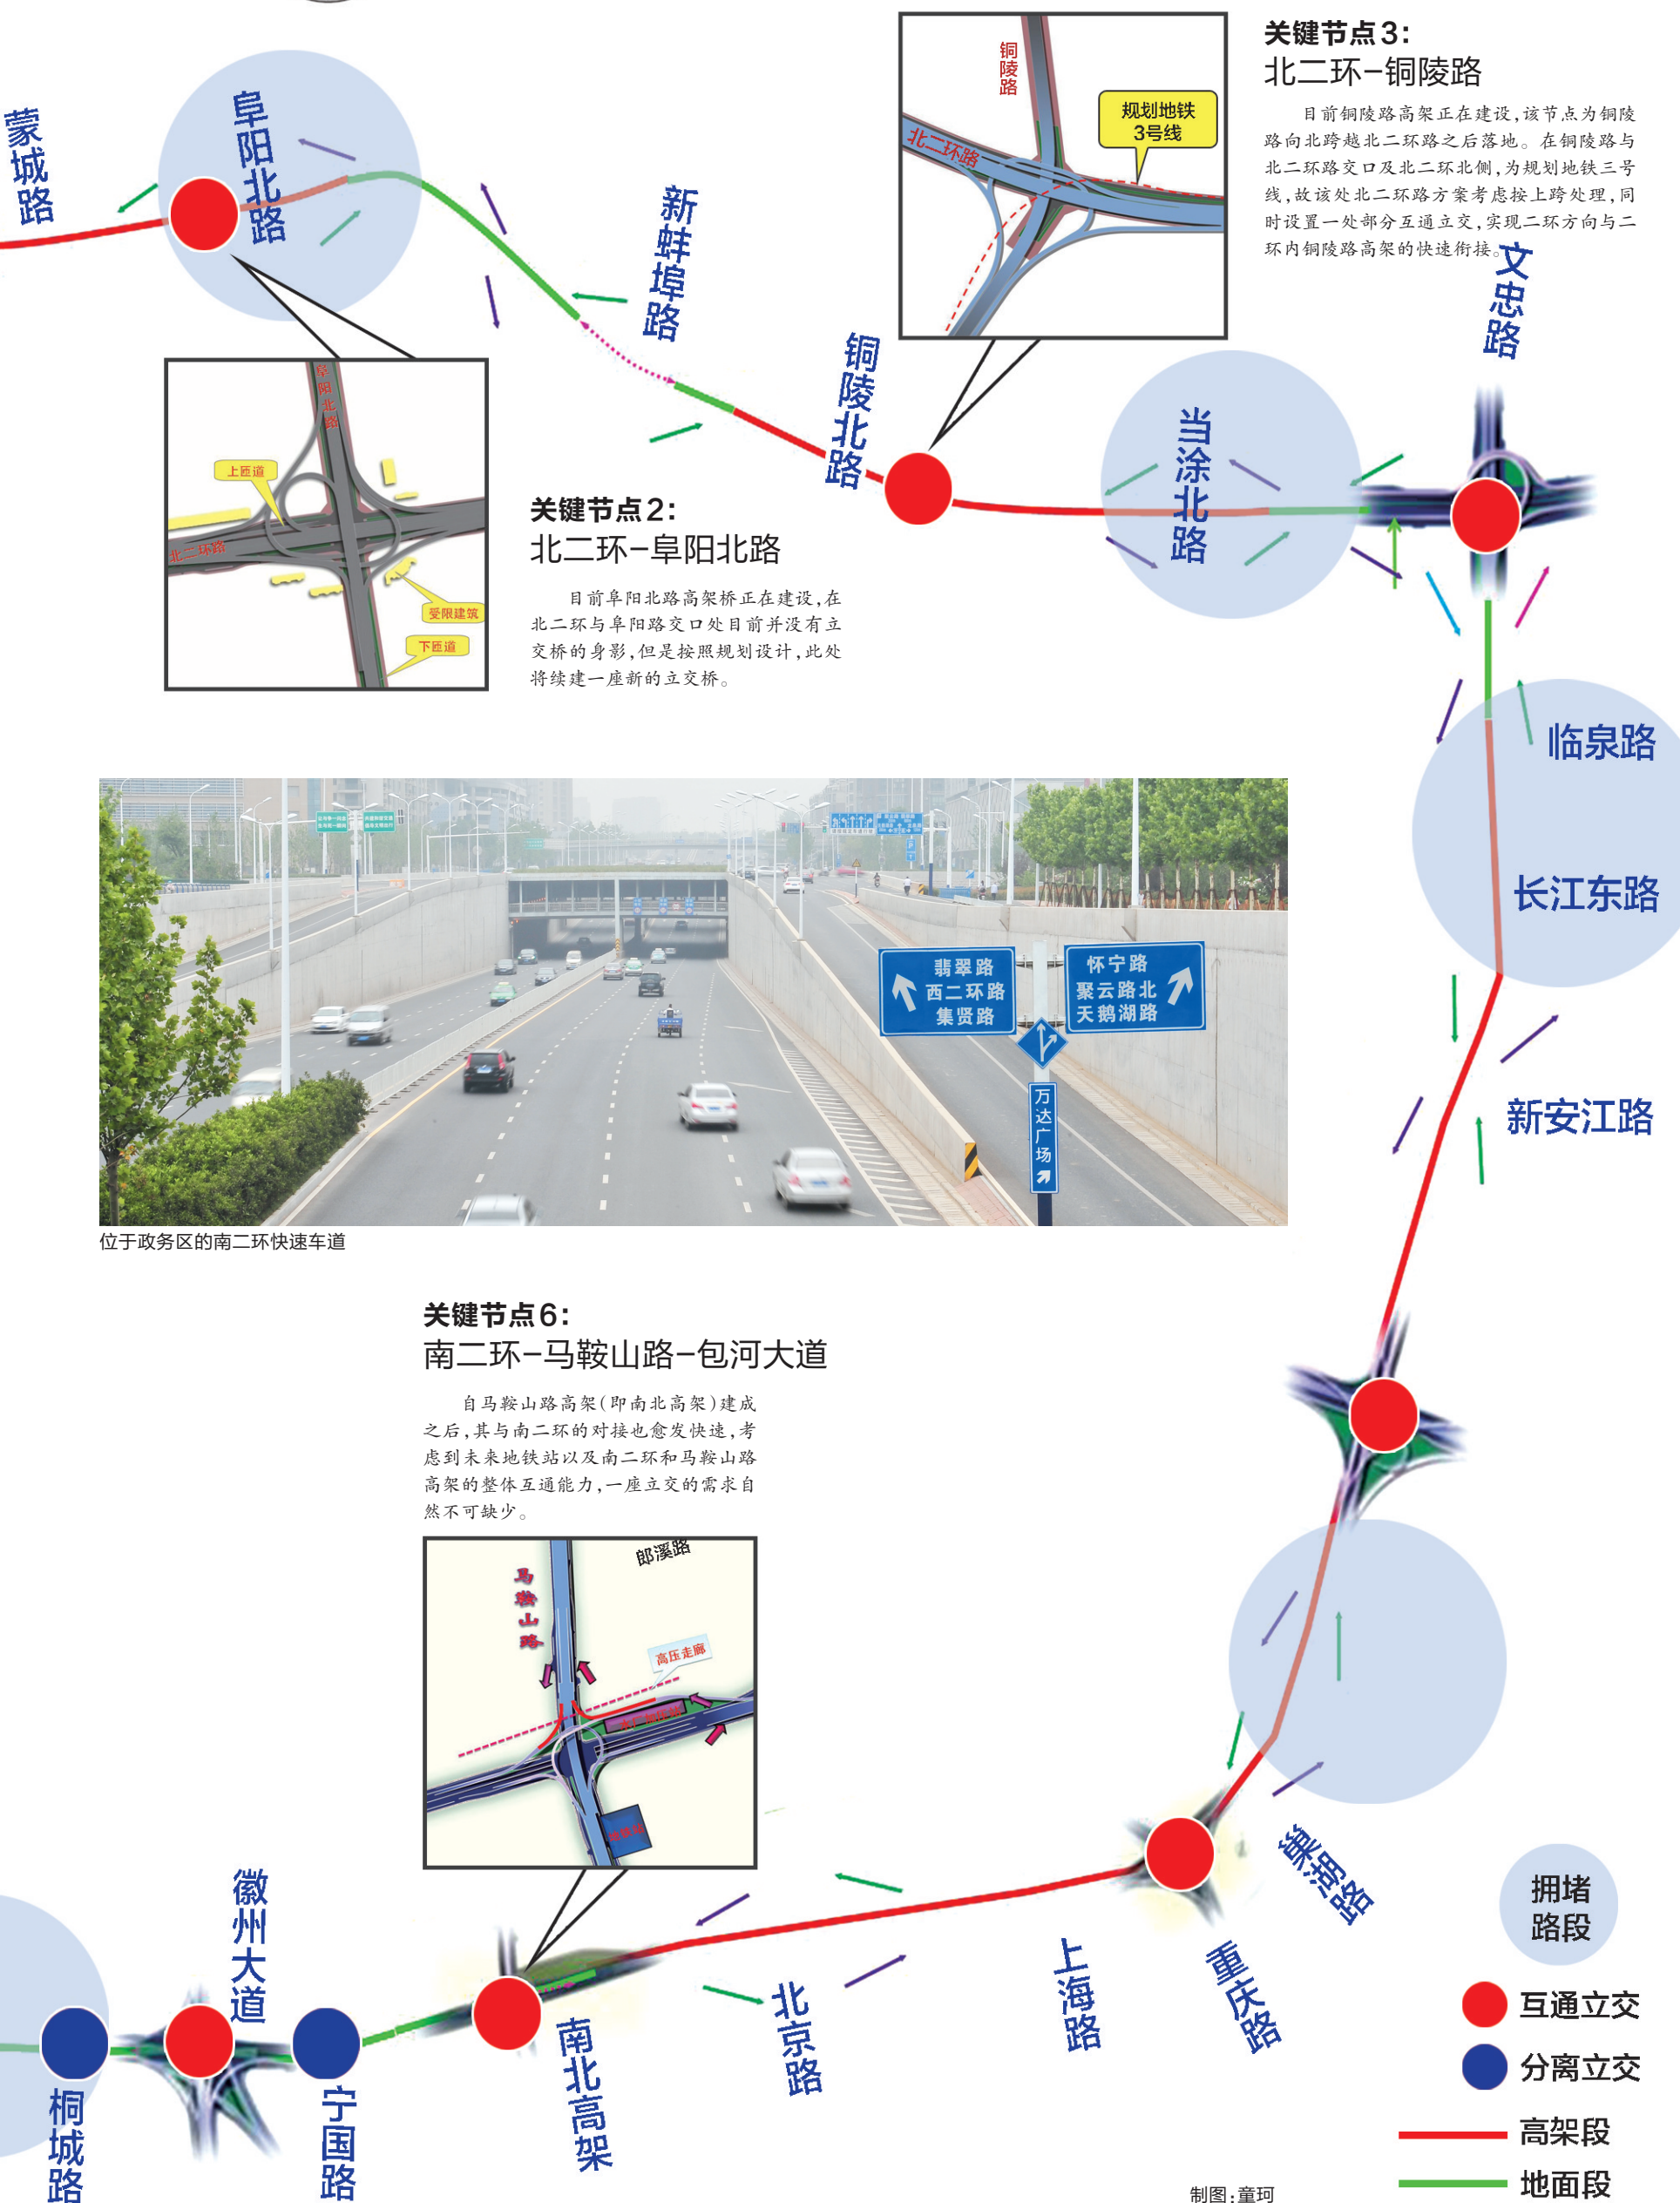 关键节点3：
北二环-铜陵路
目前铜陵路高架正在建设，该节点为铜陵
路向北跨越北二环路之后落地。在铜陵路与
北二环路交口及北二环北侧，为规划地铁三号
线，故该处北二环路方案考虑按上跨处理，同
时设置一处部分互通立交，实现二环方向与二
环内铜陵路高架的快速衔接。
铜陵路
规划地铁
3号线
北二环路
蒙城路
阜阳北路
新蚌埠路
铜陵北路
当涂北路
文忠路
阜阳北路
上匝道
北二环路
受限建筑
下匝道
关键节点2：
北二环-阜阳北路
目前阜阳北路高架桥正在建设，在
北二环与阜阳路交口处目前并没有立
交桥的身影，但是按照规划设计，此处
将续建一座新的立交桥。
临泉路
长江东路
新安江路
翡翠路
西二环路
集贤路
怀宁路
聚云路北
天鹅湖路
万达广场
位于政务区的南二环快速车道
关键节点6：
南二环-马鞍山路-包河大道
自马鞍山路高架（即南北高架）建成
之后，其与南二环的对接也愈发快速，考
虑到未来地铁站以及南二环和马鞍山路
高架的整体互通能力，一座立交的需求自
然不可缺少。
郎溪路
马鞍山路
高压走廊
巢湖路
重庆路
上海路
北京路
南北高架
徽州大道
宁国路
桐城路
拥堵
路段
互通立交
分离立交
高架段
地面段
制图：童珂